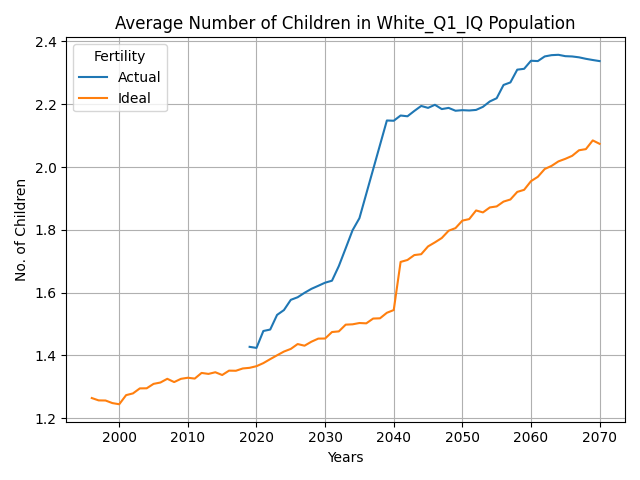 Average Number of Children in White_Q1_IQ Population
No. of Children
2.4
2.2
2.0
1.8
1.6
1.4
1.2
Fertility
Actual
Ideal
2000 2010 2020 2030 2040 2050 2060 2070
Years